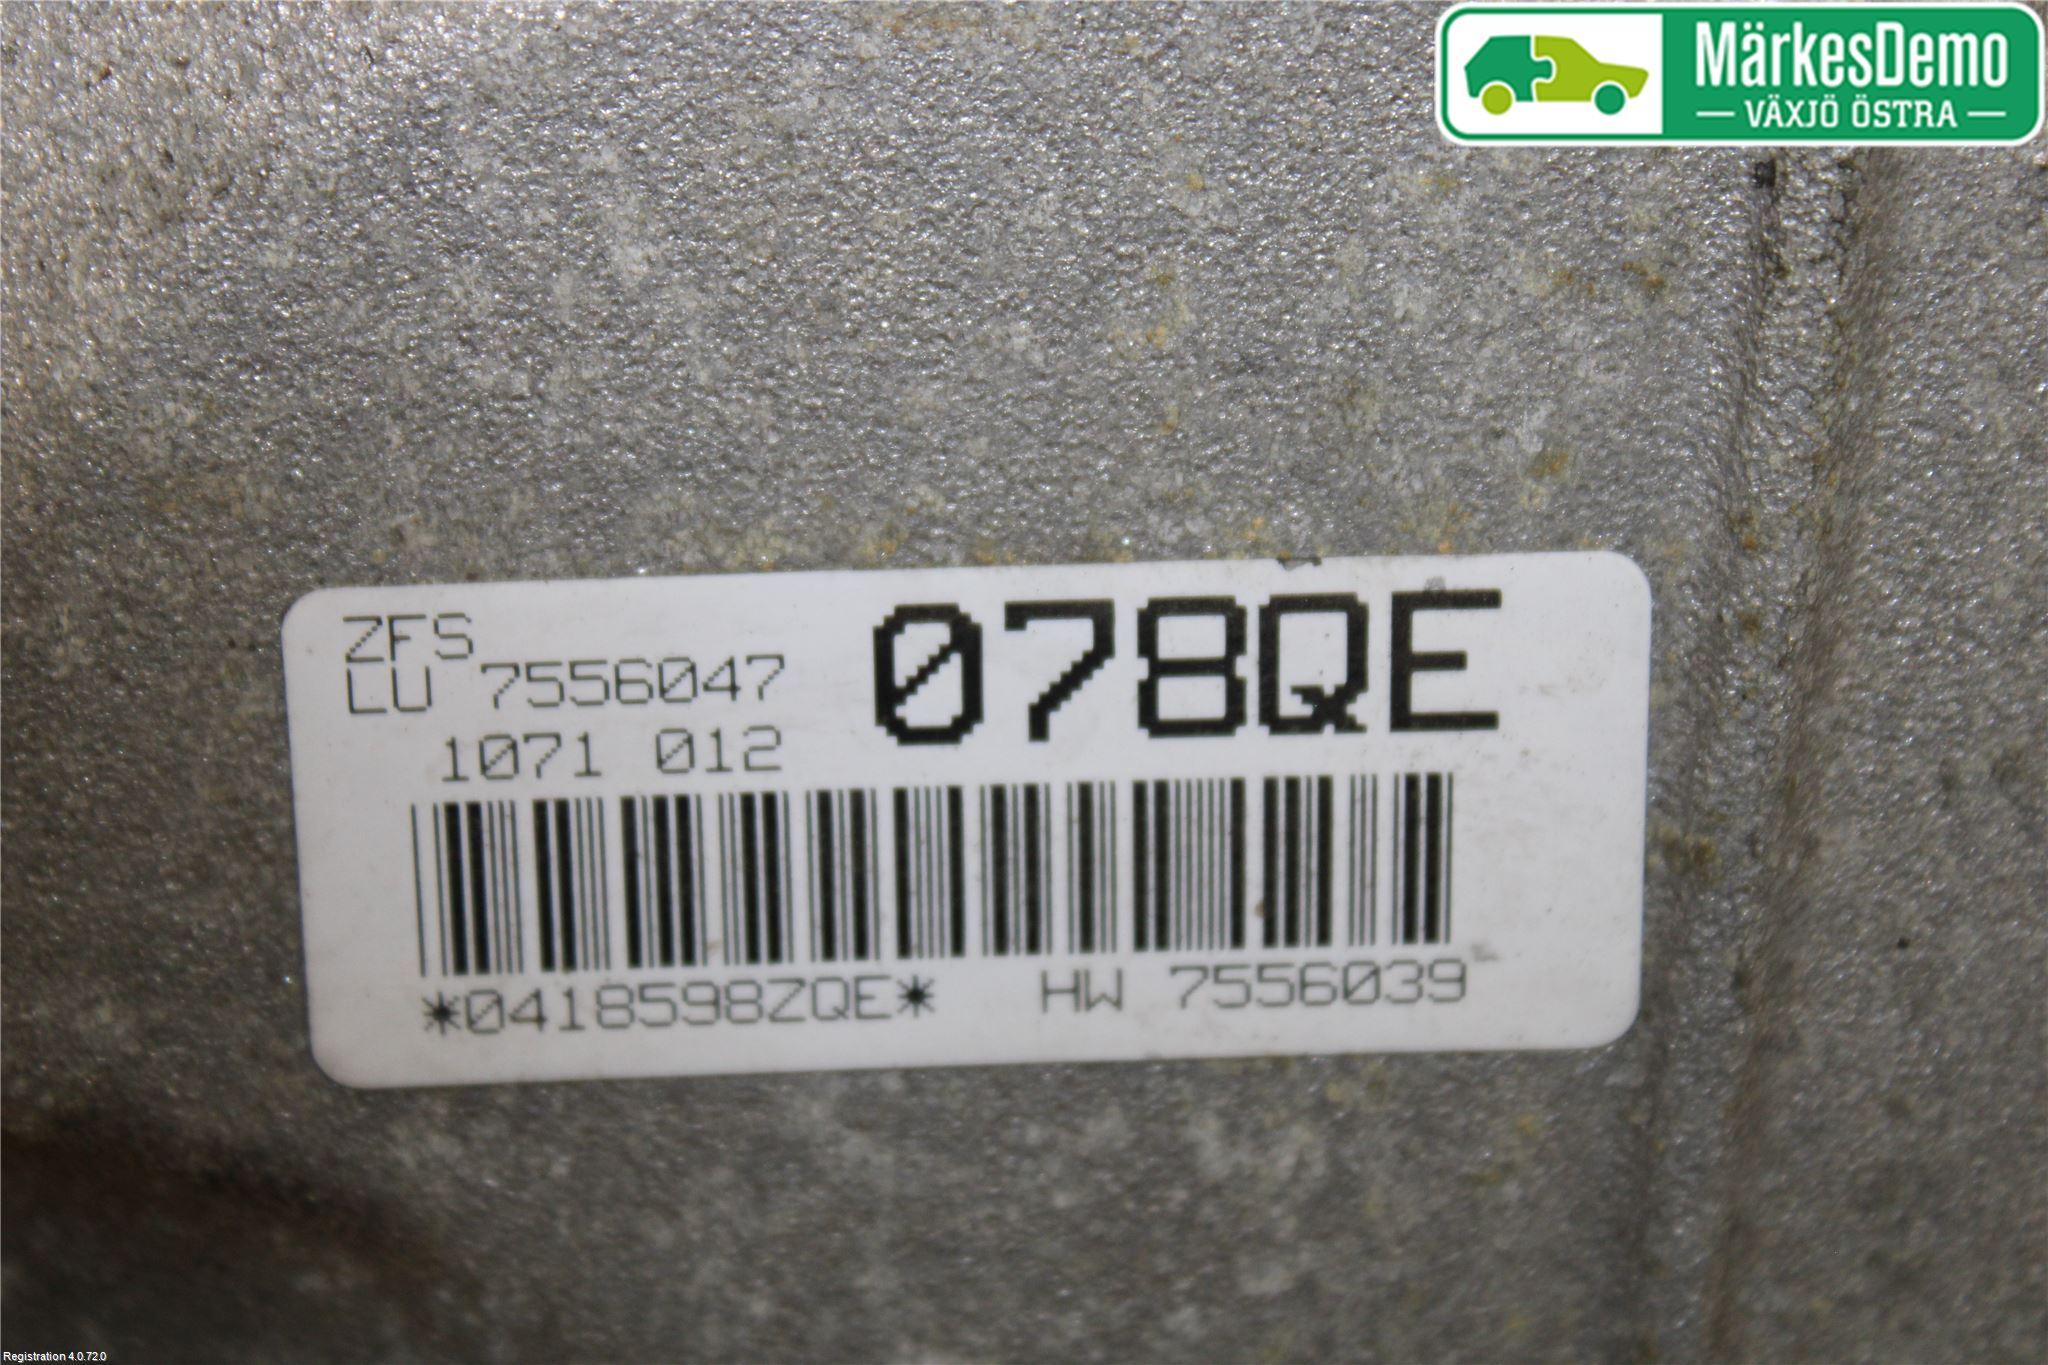 MärkesDemo
VÄXJÖ ÖSTRA
ZFS
LU 7556047
078QE
1071 012
*0418598ZQE* HW 7556039
Registration 4.0.72.0